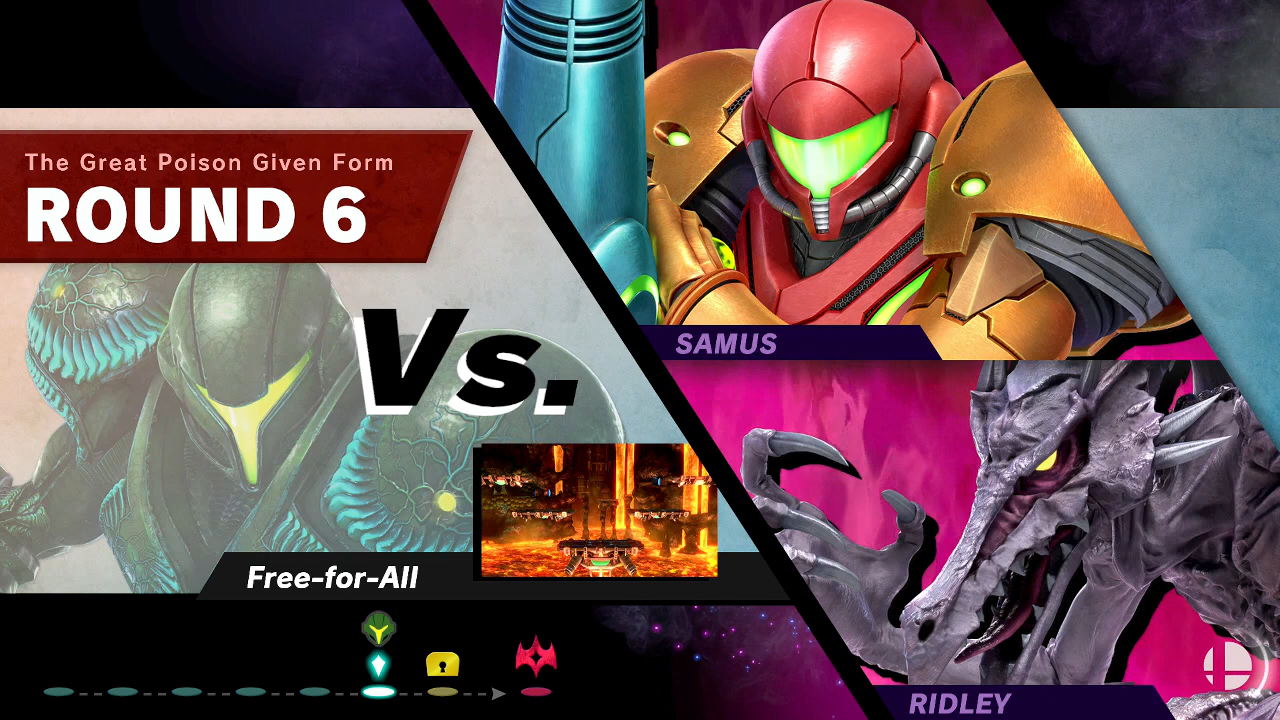 The Great Poison Given Form
ROUND 6
Vs.
SAMUS
Free-for-All
RIDLEY